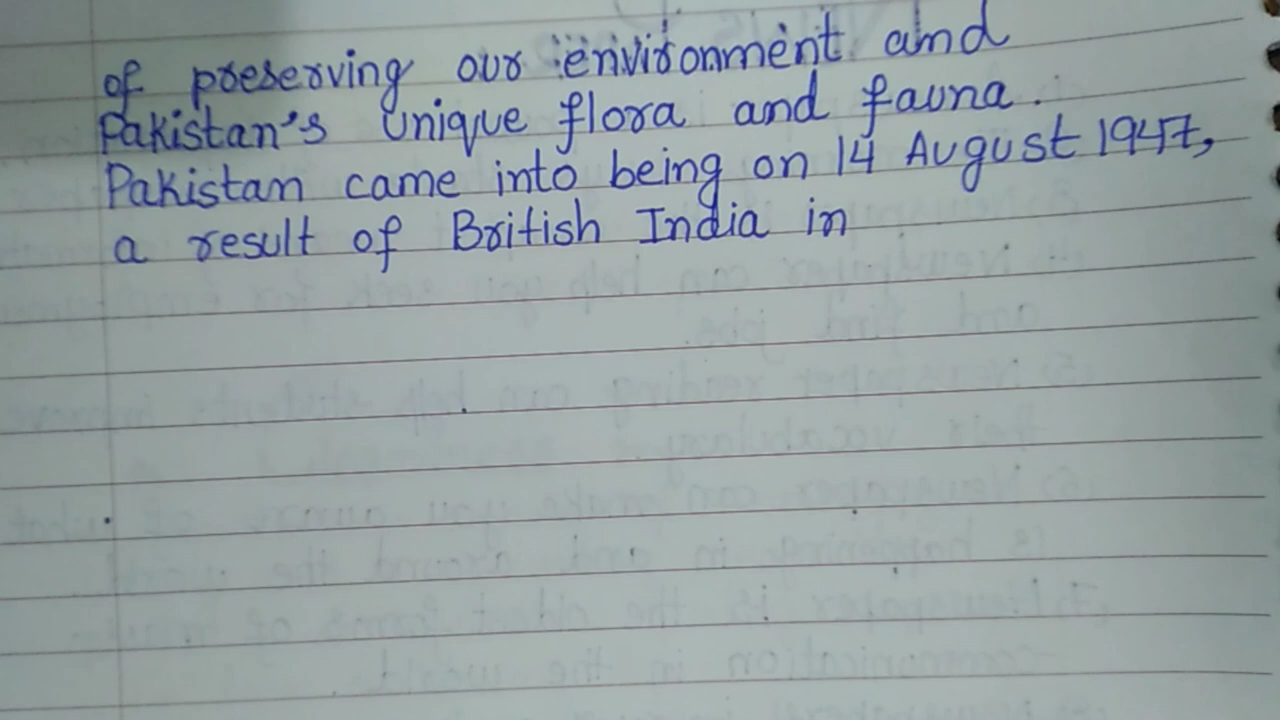 of preserving our environment and
Pakistan's Unique flora and fauna.
Pakistan came into being on 14 August 1947,
a result of British India in